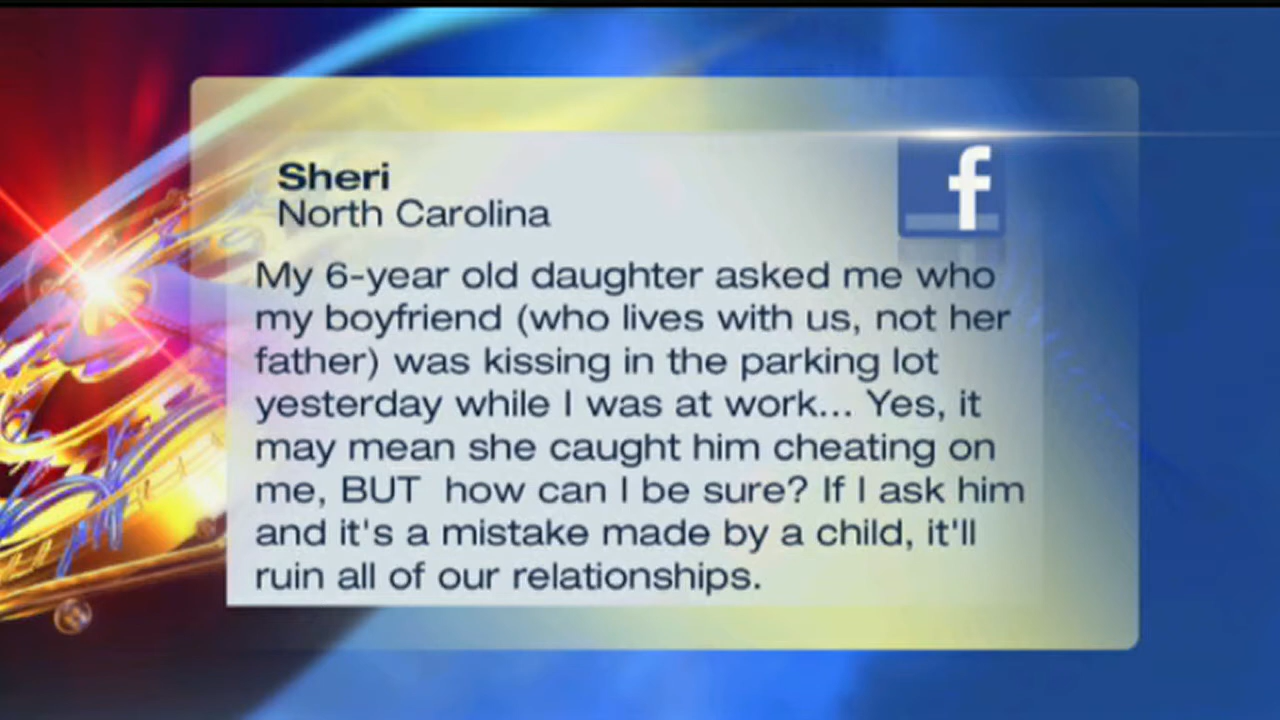 Sheri
North Carolina
f
My 6-year old daughter asked me who
my boyfriend (who lives with us, not her
father) was kissing in the parking lot
yesterday while I was at work... Yes, it
may mean she caught him cheating on
me, BUT  how can I be sure? If I ask him
and it's a mistake made by a child, it'll
ruin all of our relationships.